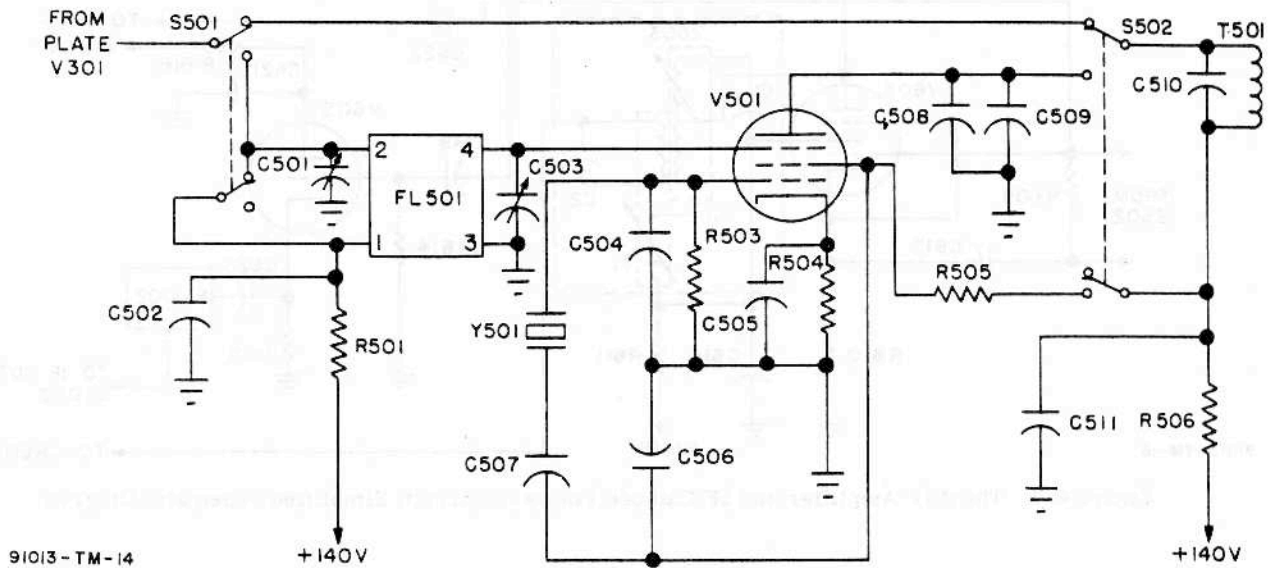 FROM
PLATE
V301
S501
S502
T501
C510
V501
C508
C509
C501
2
4
C503
FL501
1
3
C504
R503
R504
R505
C502
R501
Y501
C505
C511
R506
C507
C506
+140V
+140V
91013-TM-14